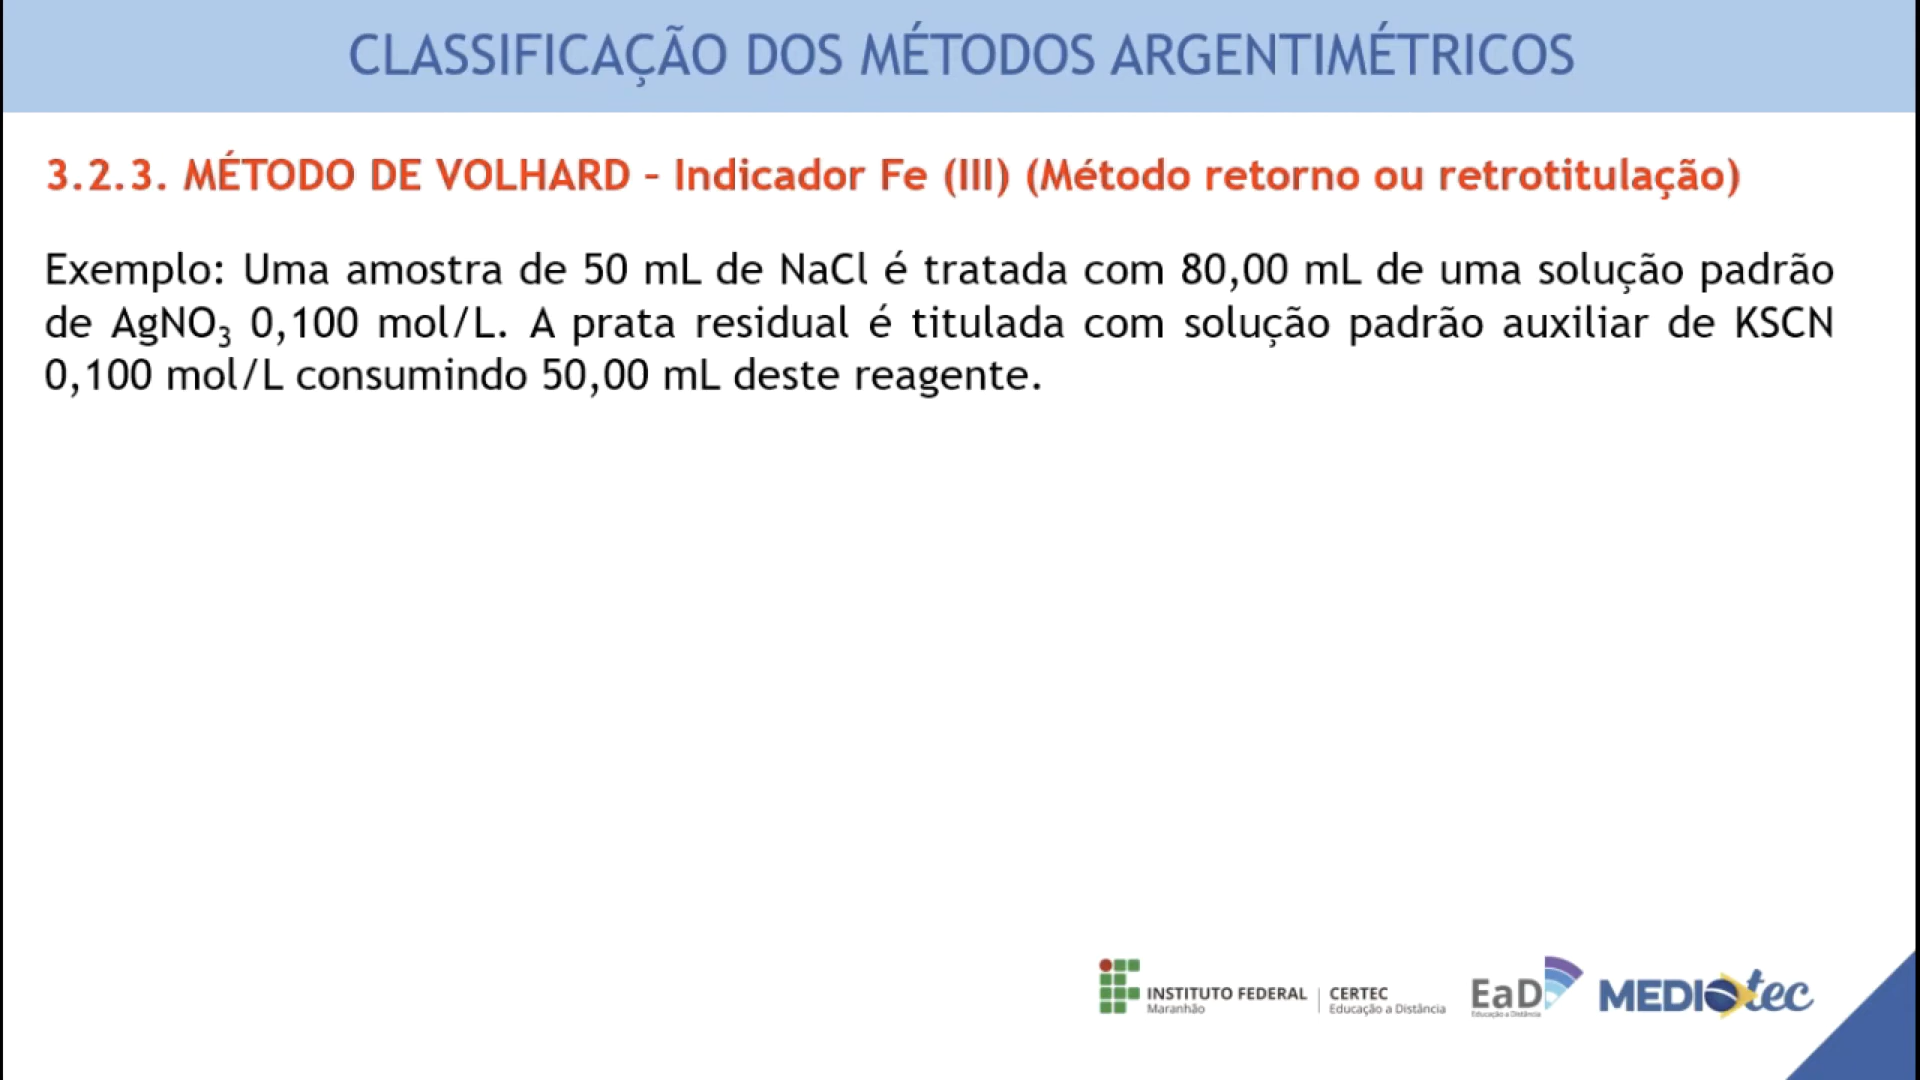 CLASSIFICAÇÃO DOS MÉTODOS ARGENTIMÉTRICOS
3.2.3. MÉTODO DE VOLHARD – Indicador Fe (III) (Método retorno ou retrotitulação)
Exemplo: Uma amostra de 50 mL de NaCl é tratada com 80,00 mL de uma solução padrão
de AgNO₃ 0,100 mol/L. A prata residual é titulada com solução padrão auxiliar de KSCN
0,100 mol/L consumindo 50,00 mL deste reagente.
INSTITUTO FEDERAL
Maranhão
CERTEC
Educação a Distância
EaD
Educação a Distância
MEDIOtec